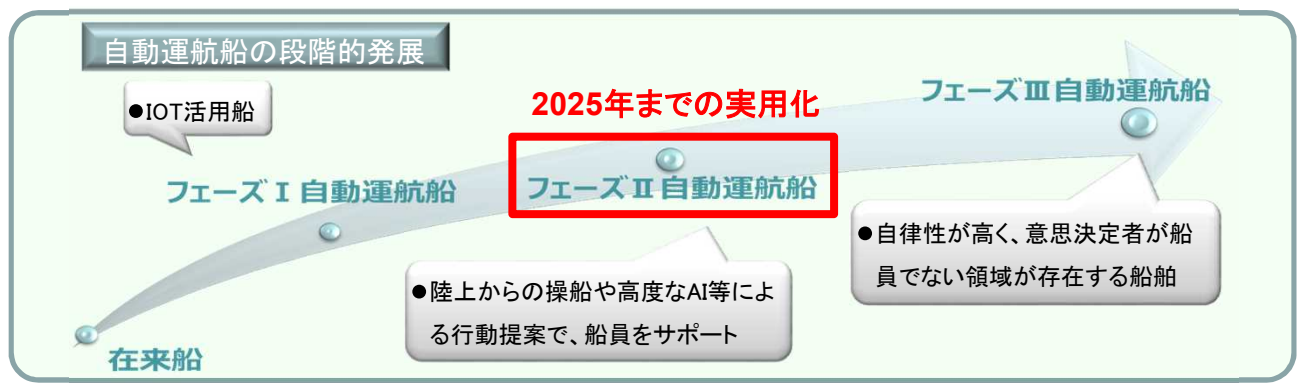 自動運航船の段階的発展
●IOT活用船
2025年までの実用化
フェーズⅢ自動運航船
フェーズⅠ自動運航船
フェーズⅡ自動運航船
●自律性が高く、意思決定者が船
員でない領域が存在する船舶
●陸上からの操船や高度なAI等によ
る行動提案で、船員をサポート
在来船